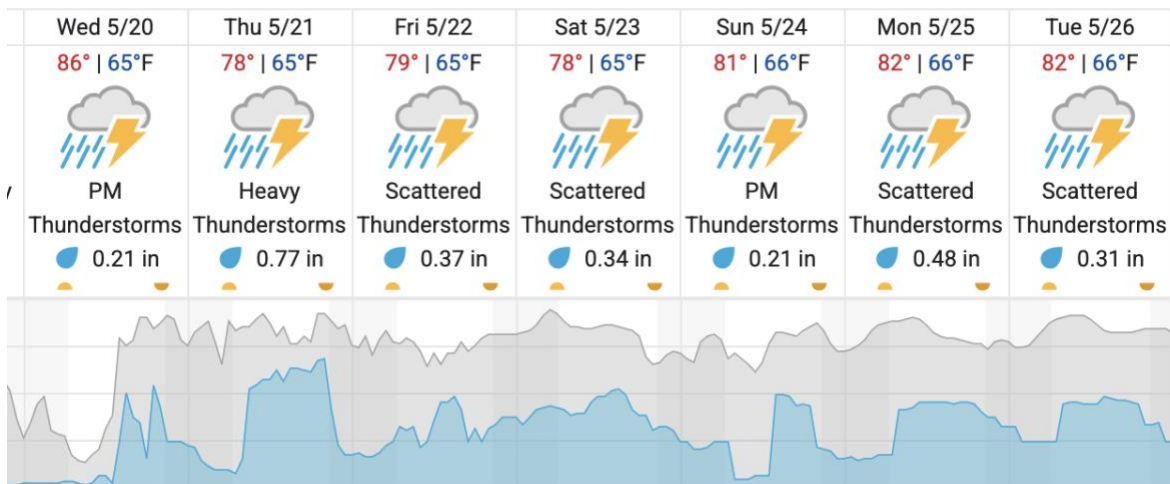 Wed 5/20
Thu 5/21
Fri 5/22
Sat 5/23
Sun 5/24
Mon 5/25
Tue 5/26
86° | 65°F
78° | 65°F
79° | 65°F
78° | 65°F
81° | 66°F
82° | 66°F
82° | 66°F
PM
Thunderstorms
Heavy
Thunderstorms
Scattered
Thunderstorms
Scattered
Thunderstorms
PM
Thunderstorms
Scattered
Thunderstorms
Scattered
Thunderstorms
0.21 in
0.77 in
0.37 in
0.34 in
0.21 in
0.48 in
0.31 in